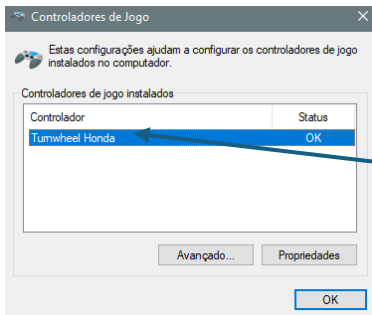 Controladores de Jogo
Estas configurações ajudam a configurar os controladores de jogo
instalados no computador.
Controladores de jogo instalados
Controlador Status
Turnwheel Honda OK
Avançado... Propriedades
OK